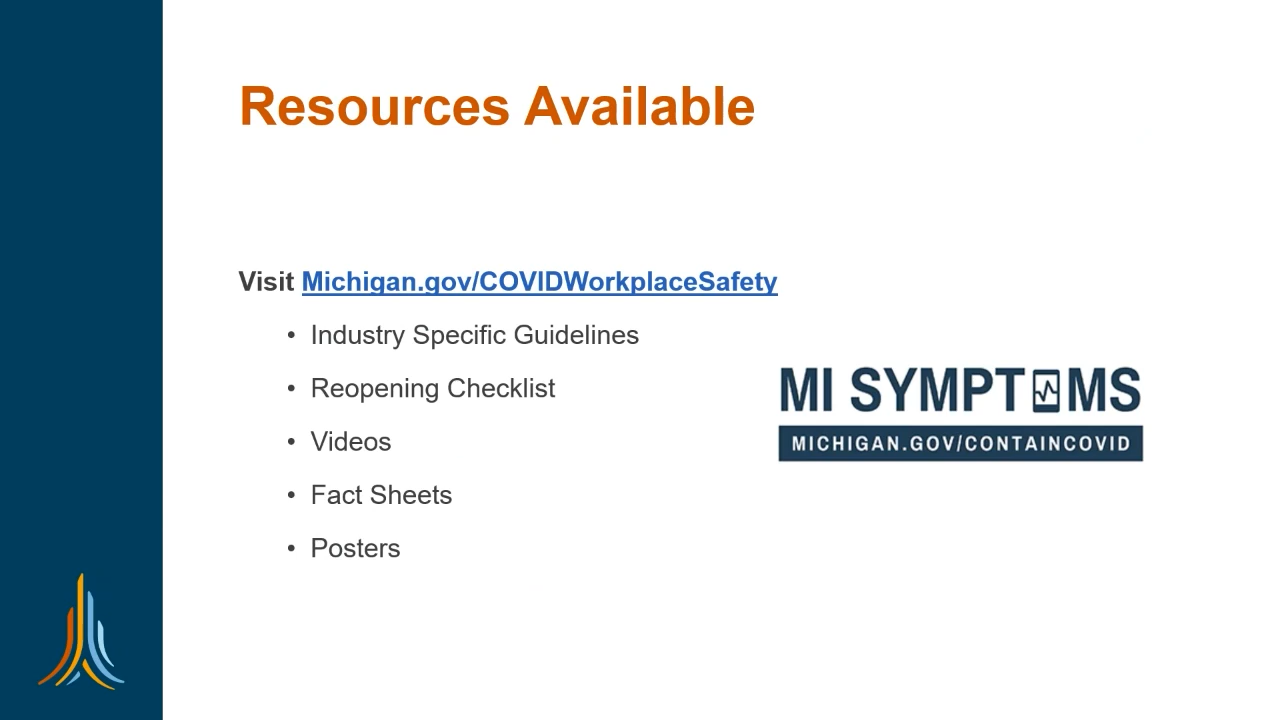 Resources Available
Visit Michigan.gov/COVIDWorkplaceSafety
• Industry Specific Guidelines
• Reopening Checklist
• Videos
• Fact Sheets
• Posters
MI SYMPTOMS
MICHIGAN.GOV/CONTAINCOVID